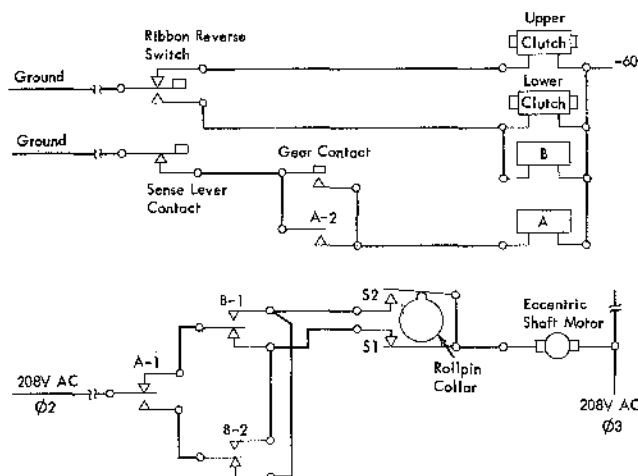 Upper
Clutch
Ribbon Reverse
Switch
Ground
-60
Lower
Clutch
Ground
Gear Contact
B
Sense Lever
Contact
A-2
A
B-1
S2
Eccentric
Shaft Motor
A-1
S1
Rollpin
Collar
208V AC
Ø2
B-2
208V AC
Ø3